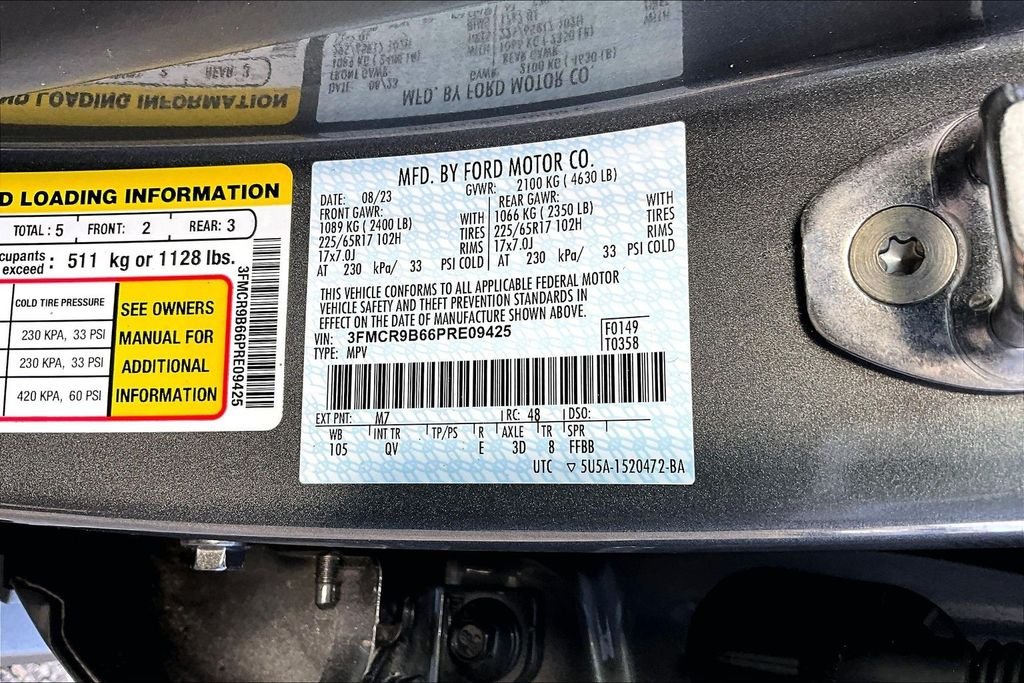 D LOADING INFORMATION
TOTAL : 5 FRONT: 2 REAR: 3
cupants
exceed : 511 kg or 1128 lbs.
COLD TIRE PRESSURE
230 KPA, 33 PSI
230 KPA, 33 PSI
420 KPA, 60 PSI
SEE OWNERS
MANUAL FOR
ADDITIONAL
INFORMATION
3FMCR9B66PRE09425
MFD. BY FORD MOTOR CO.
DATE: 08/23 GVWR: 2100 KG ( 4630 LB)
FRONT GAWR: REAR GAWR:
1089 KG ( 2400 LB) WITH 1066 KG ( 2350 LB) WITH
225/65R17 102H TIRES 225/65R17 102H TIRES
17x7.0J RIMS 17x7.0J RIMS
AT 230 kPa/ 33 PSI COLD AT 230 kPa/ 33 PSI COLD
THIS VEHICLE CONFORMS TO ALL APPLICABLE FEDERAL MOTOR
VEHICLE SAFETY AND THEFT PREVENTION STANDARDS IN
EFFECT ON THE DATE OF MANUFACTURE SHOWN ABOVE.
VIN: 3FMCR9B66PRE09425 F0149
TYPE: MPV T0358
EXT PNT: M7 RC: 48 DSO:
WB INT TR TP/PS R AXLE TR SPR
105 QV E 3D 8 FFBB
UTC ▽ 5U5A-1520472-BA